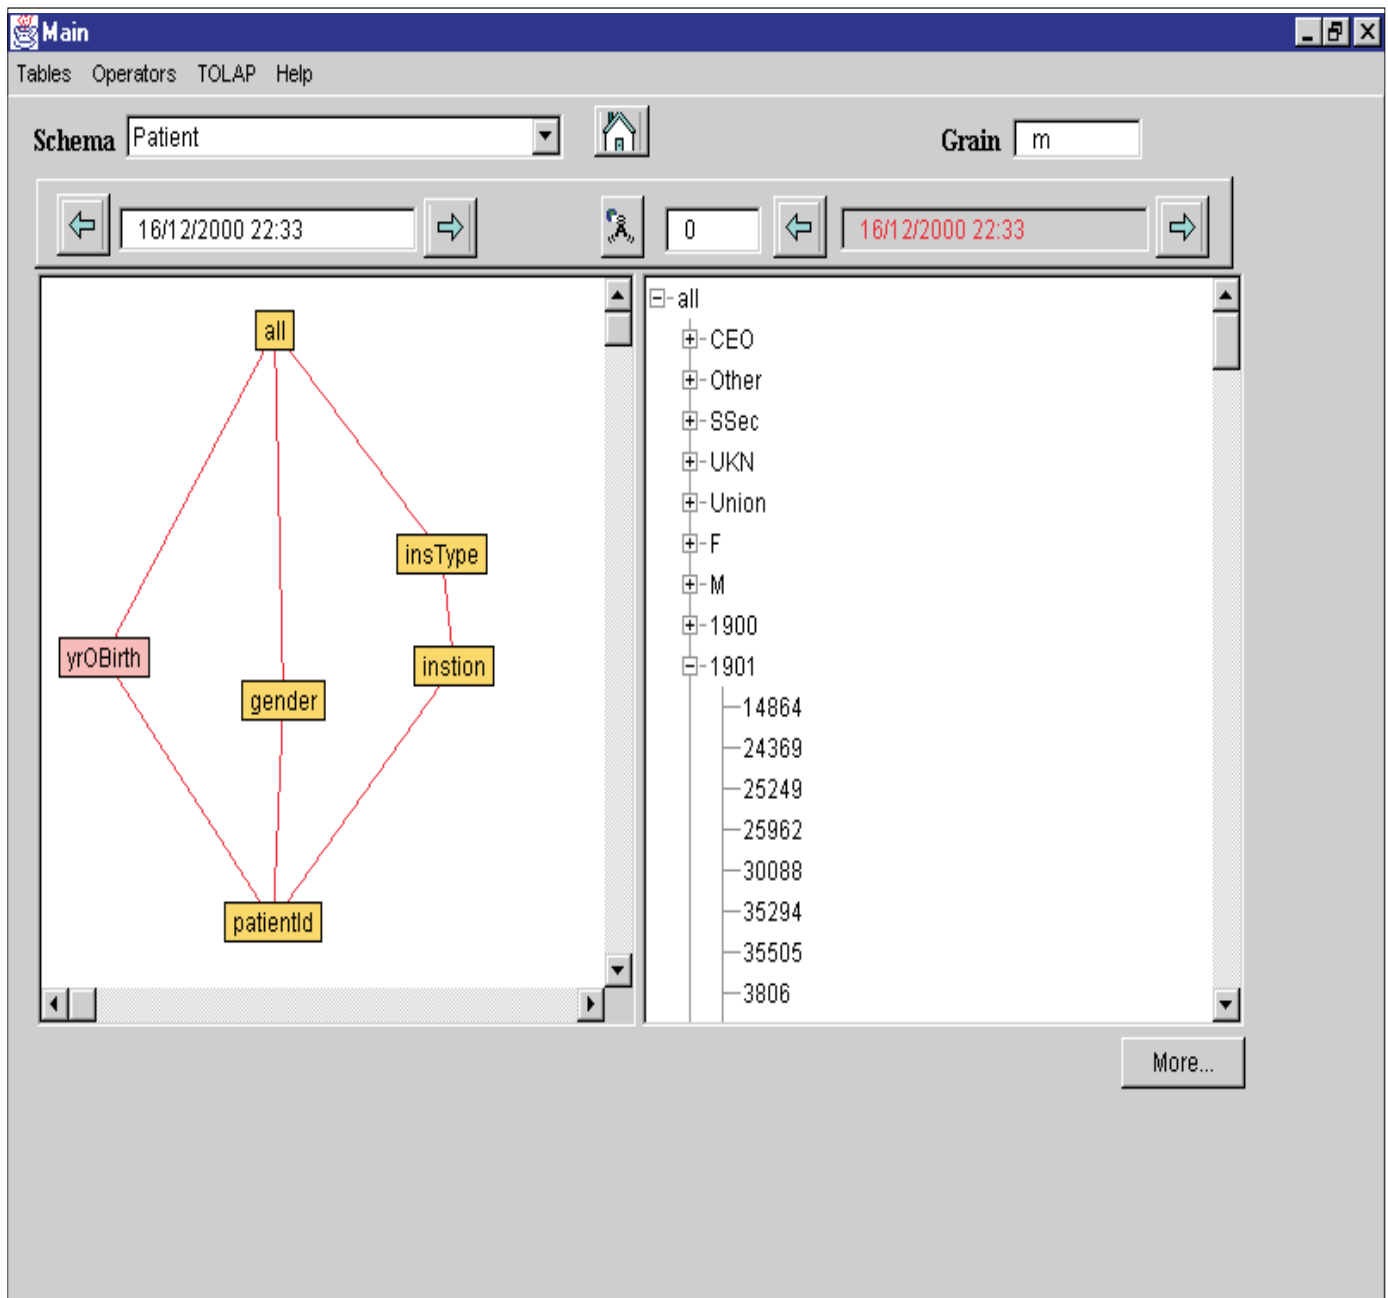 Main
Tables Operators TOLAP Help
Schema Patient Grain m
16/12/2000 22:33 0 16/12/2000 22:33
all
insType
yrOBirth
instion
gender
patientId
all
CEO
Other
SSec
UKN
Union
F
M
1900
1901
14864
24369
25249
25962
30088
35294
35505
3806
More...